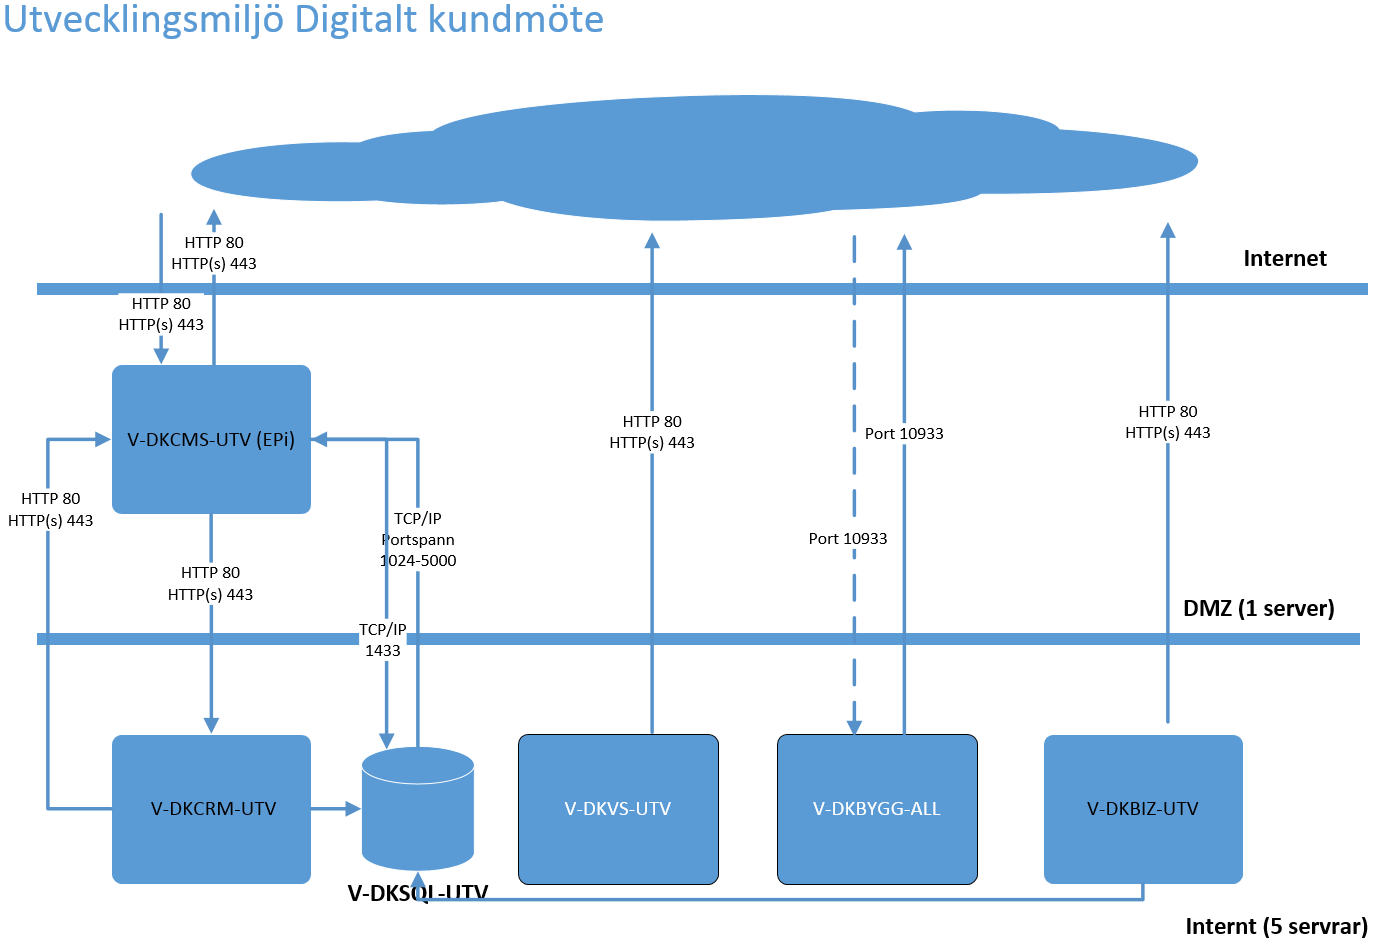 Utvecklingsmiljö Digitalt kundmöte
HTTP 80
HTTP(s) 443
Internet
HTTP 80
HTTP(s) 443
V-DKCMS-UTV (EPi)
HTTP 80
HTTP(s) 443
HTTP 80
HTTP(s) 443
Port 10933
HTTP 80
HTTP(s) 443
HTTP 80
HTTP(s) 443
TCP/IP
Portspann
1024-5000
Port 10933
HTTP 80
HTTP(s) 443
DMZ (1 server)
TCP/IP
1433
V-DKCRM-UTV
V-DKVS-UTV
V-DKBYGG-ALL
V-DKBIZ-UTV
V-DKSQL-UTV
Internt (5 servrar)